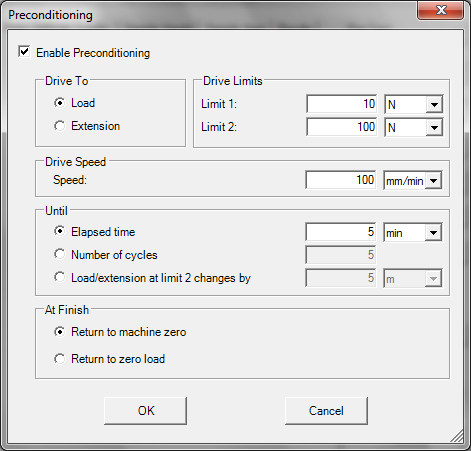 Preconditioning
Enable Preconditioning
Drive To
Load
Extension
Drive Limits
Limit 1: 10 N
Limit 2: 100 N
Drive Speed
Speed: 100 mm/min
Until
Elapsed time 5 min
Number of cycles 5
Load/extension at limit 2 changes by 5 m
At Finish
Return to machine zero
Return to zero load
OK Cancel